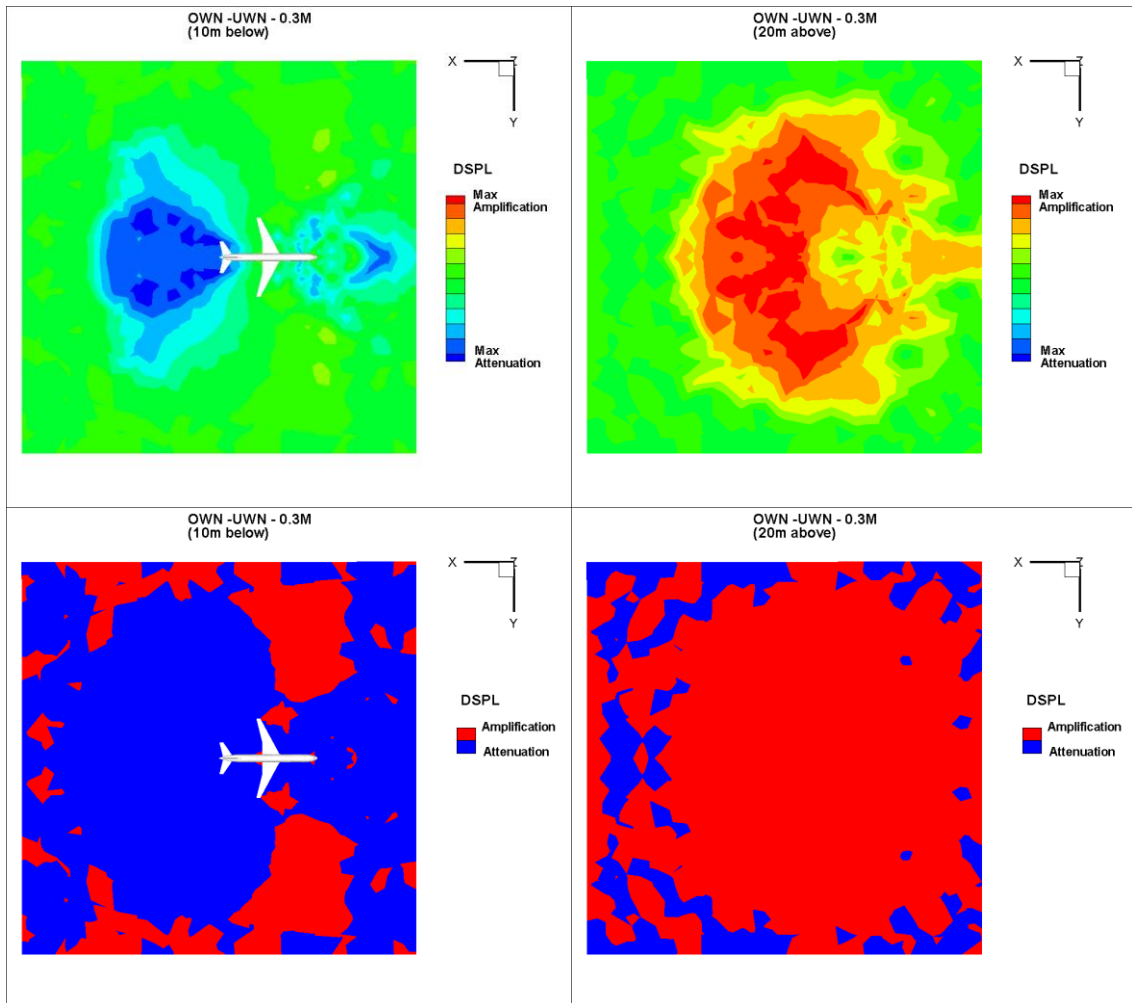 OWN -UWN - 0.3M
(10m below)
X
Z
Y
DSPL
Max
Amplification
Max
Attenuation
OWN -UWN - 0.3M
(20m above)
X
Z
Y
DSPL
Max
Amplification
Max
Attenuation
OWN -UWN - 0.3M
(10m below)
X
Z
Y
DSPL
Amplification
Attenuation
OWN -UWN - 0.3M
(20m above)
X
Z
Y
DSPL
Amplification
Attenuation